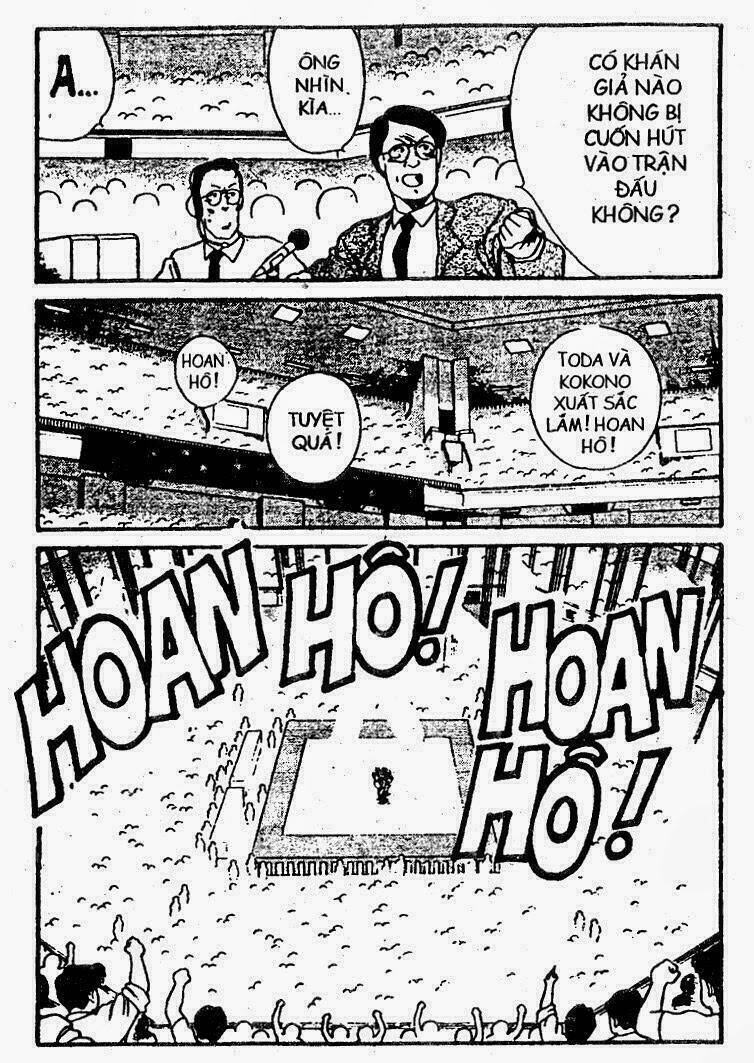 A...
ÔNG
NHÌN
KÌA...
CÓ KHÁN
GIẢ NÀO
KHÔNG BỊ
CUỐN HÚT
VÀO TRẬN
ĐẤU
KHÔNG?
HOAN
HÔ!
TUYỆT
QUÁ!
TODA VÀ
KOKONO
XUẤT SẮC
LẮM! HOAN
HÔ!
HOAN HÔ!
HOAN
HÔ!